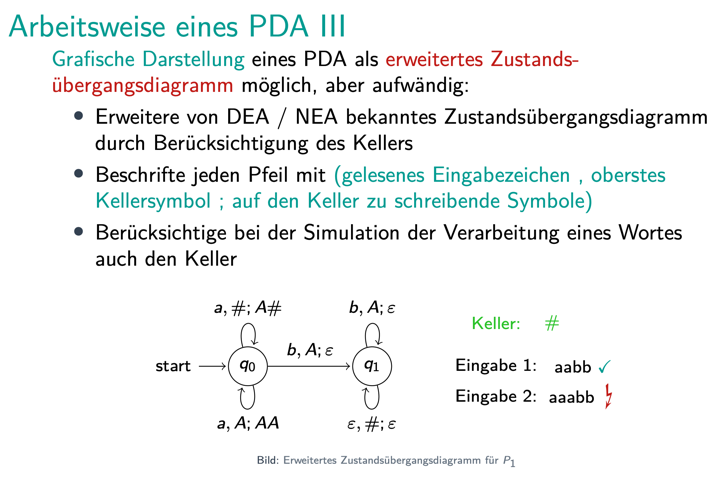 Arbeitsweise eines PDA III
Grafische Darstellung eines PDA als erweitertes Zustands-
übergangsdiagramm möglich, aber aufwändig:
• Erweitere von DEA / NEA bekanntes Zustandsübergangsdiagramm
durch Berücksichtigung des Kellers
• Beschrifte jeden Pfeil mit (gelesenes Eingabezeichen , oberstes
Kellersymbol ; auf den Keller zu schreibende Symbole)
• Berücksichtige bei der Simulation der Verarbeitung eines Wortes
auch den Keller
a, #; A#
b, A; ε
Keller: #
b, A; ε
start
q₀
q₁
Eingabe 1: aabb ✓
Eingabe 2: aaabb
a, A; AA
ε, #; ε
Bild: Erweitertes Zustandsübergangsdiagramm für P₁